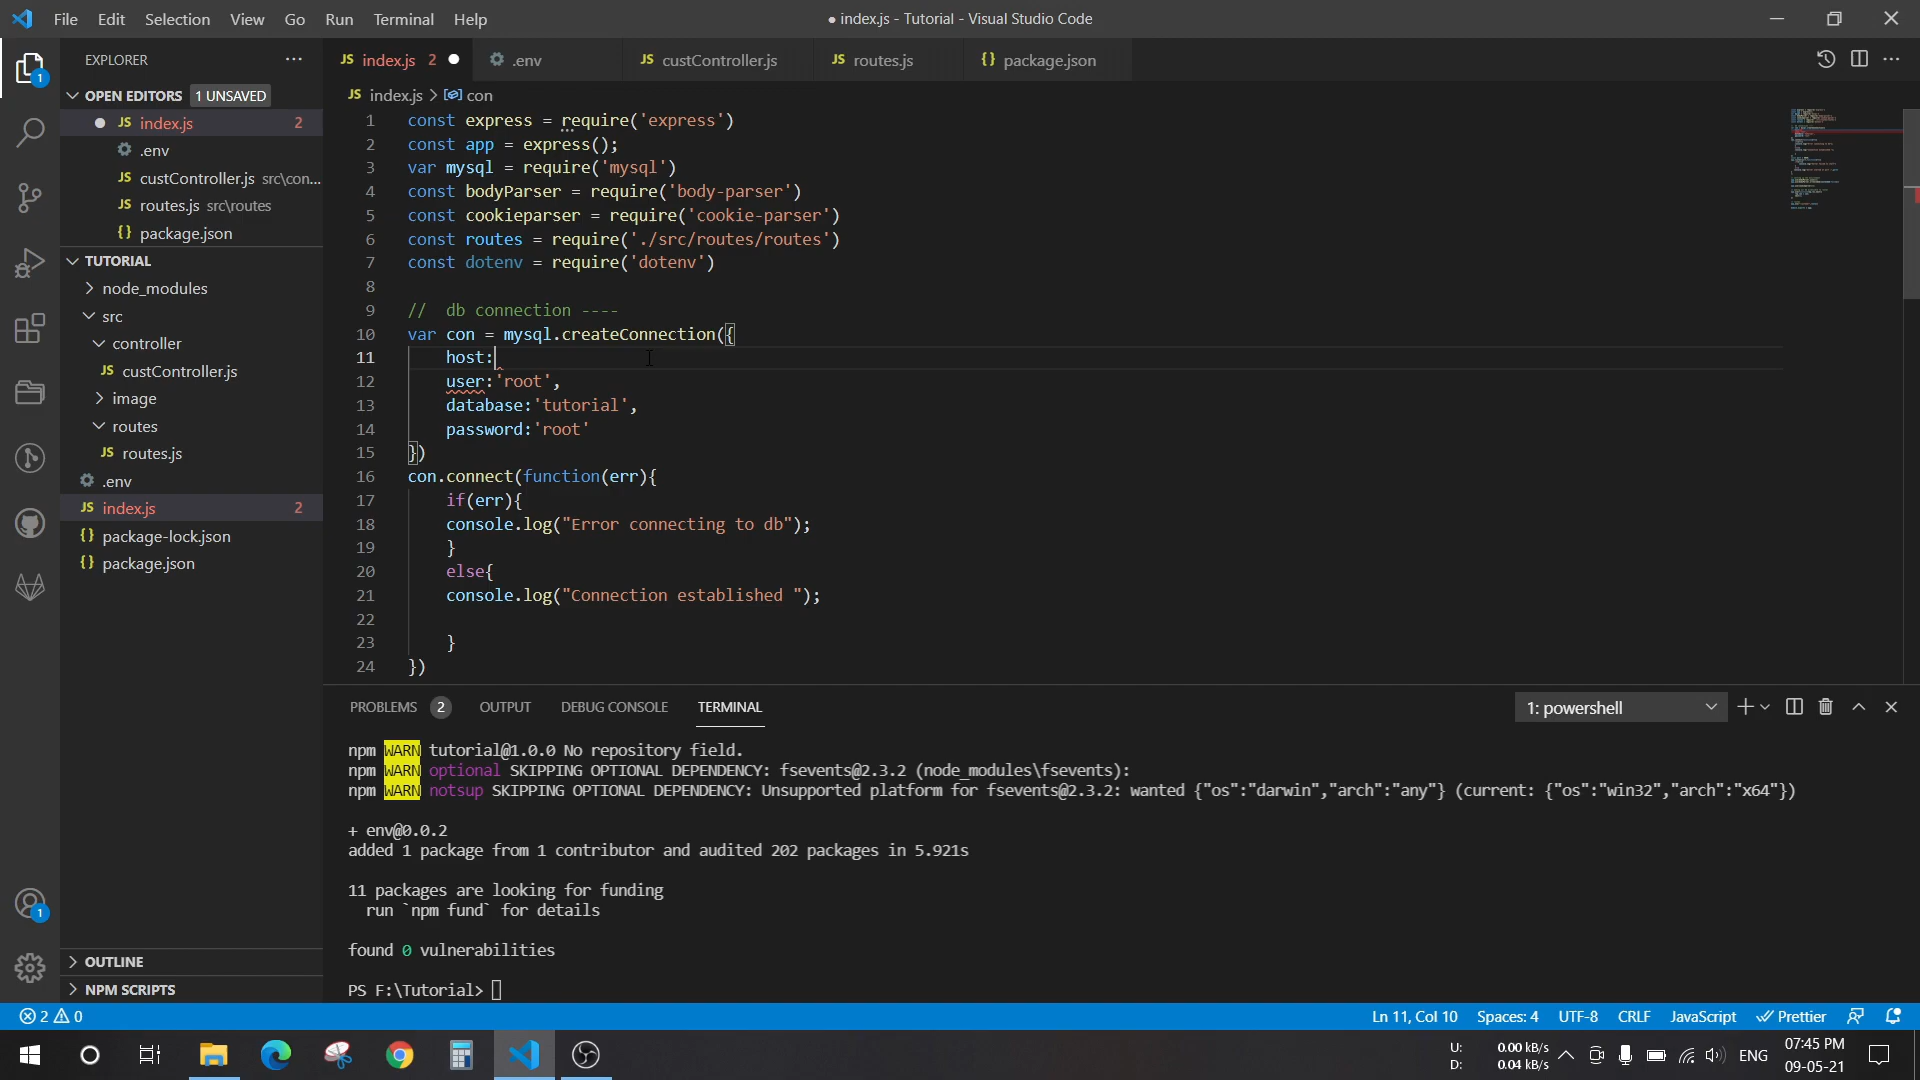 File Edit Selection View Go Run Terminal Help
● index.js - Tutorial - Visual Studio Code
EXPLORER
OPEN EDITORS 1 UNSAVED
JS index.js 2
.env
JS custController.js src\con...
JS routes.js src\routes
{} package.json
TUTORIAL
node_modules
src
controller
JS custController.js
image
routes
JS routes.js
.env
JS index.js 2
{} package-lock.json
{} package.json
OUTLINE
NPM SCRIPTS
1
1
JS index.js 2 ● .env JS custController.js JS routes.js {} package.json
JS index.js > con
1 const express = require('express')
2 const app = express();
3 var mysql = require('mysql')
4 const bodyParser = require('body-parser')
5 const cookieparser = require('cookie-parser')
6 const routes = require('./src/routes/routes')
7 const dotenv = require('dotenv')
8
9 //  db connection ----
10 var con = mysql.createConnection({
11 host:
12 user:'root',
13 database:'tutorial',
14 password:'root'
15 })
16 con.connect(function(err){
17 if(err){
18 console.log("Error connecting to db");
19 }
20 else{
21 console.log("Connection established ");
22
23 }
24 })
PROBLEMS 2 OUTPUT DEBUG CONSOLE TERMINAL
1: powershell
npm WARN tutorial@1.0.0 No repository field.
npm WARN optional SKIPPING OPTIONAL DEPENDENCY: fsevents@2.3.2 (node_modules\fsevents):
npm WARN notsup SKIPPING OPTIONAL DEPENDENCY: Unsupported platform for fsevents@2.3.2: wanted {"os":"darwin","arch":"any"} (current: {"os":"win32","arch":"x64"})
+ env@0.0.2
added 1 package from 1 contributor and audited 202 packages in 5.921s
11 packages are looking for funding
run `npm fund` for details
found 0 vulnerabilities
PS F:\Tutorial>
2 0
Ln 11, Col 10 Spaces: 4 UTF-8 CRLF JavaScript Prettier
U: 0.00 kB/s
D: 0.04 kB/s
ENG
07:45 PM
09-05-21